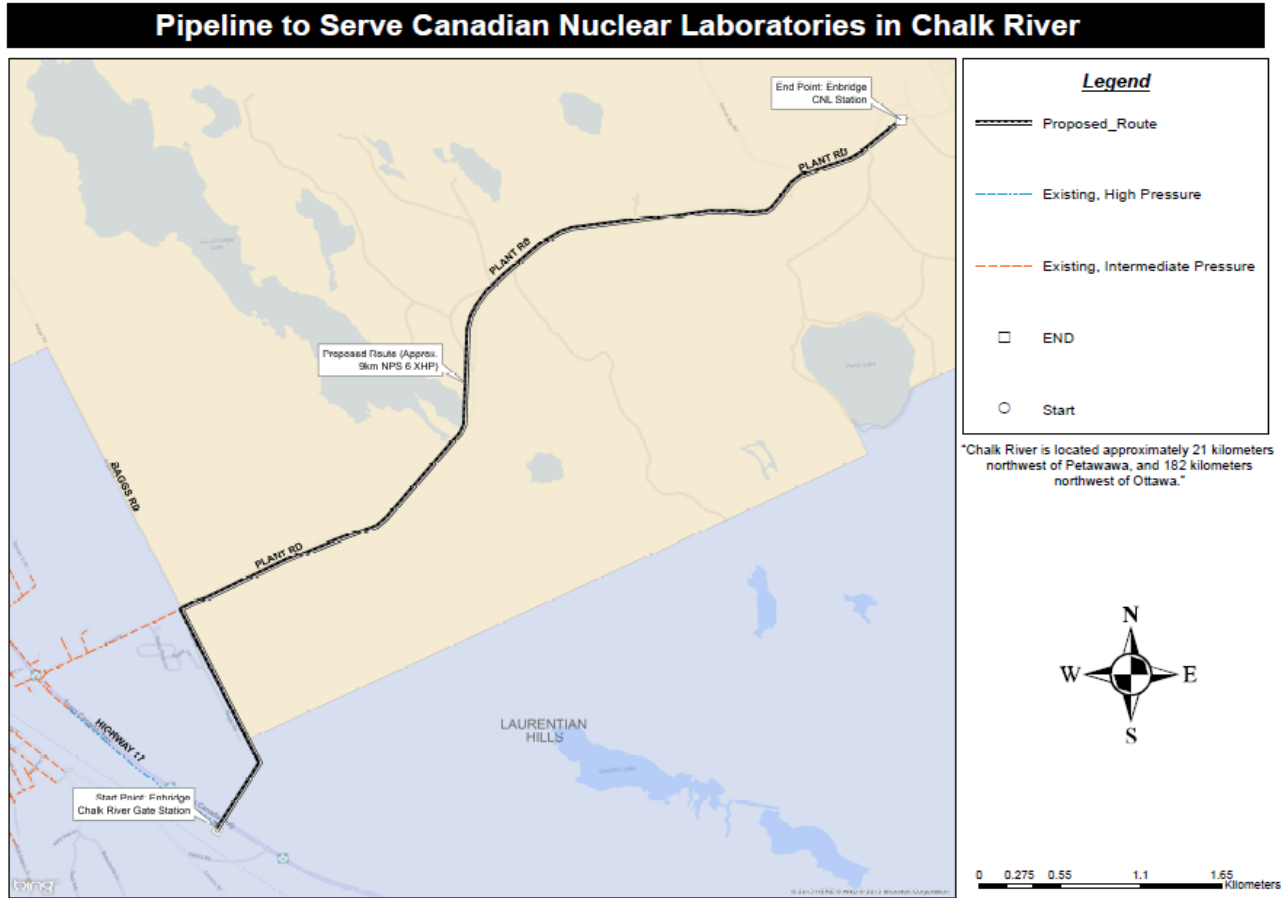 Pipeline to Serve Canadian Nuclear Laboratories in Chalk River
End Point: Enbridge
CNL Station
PLANT RD
PLANT RD
Proposed Route (Approx.
9km NPS 6 XHP)
BAGGS RD
PLANT RD
HIGHWAY 17
LAURENTIAN
HILLS
Start Point: Enbridge
Chalk River Gate Station
bing
Legend
Proposed_Route
Existing, High Pressure
Existing, Intermediate Pressure
END
Start
"Chalk River is located approximately 21 kilometers
northwest of Petawawa, and 182 kilometers
northwest of Ottawa."
N
W
E
S
0 0.275 0.55 1.1 1.65
Kilometers